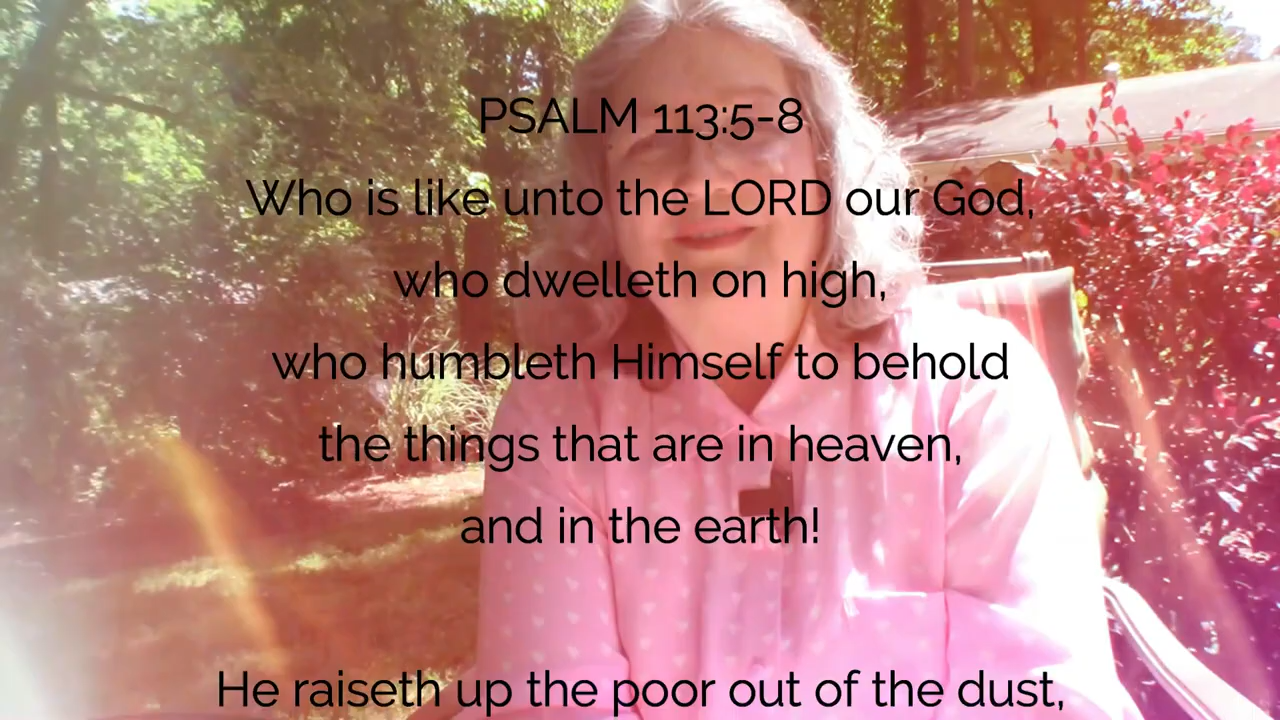 PSALM 113:5-8
Who is like unto the LORD our God,
who dwelleth on high,
who humbleth Himself to behold
the things that are in heaven,
and in the earth!
He raiseth up the poor out of the dust,